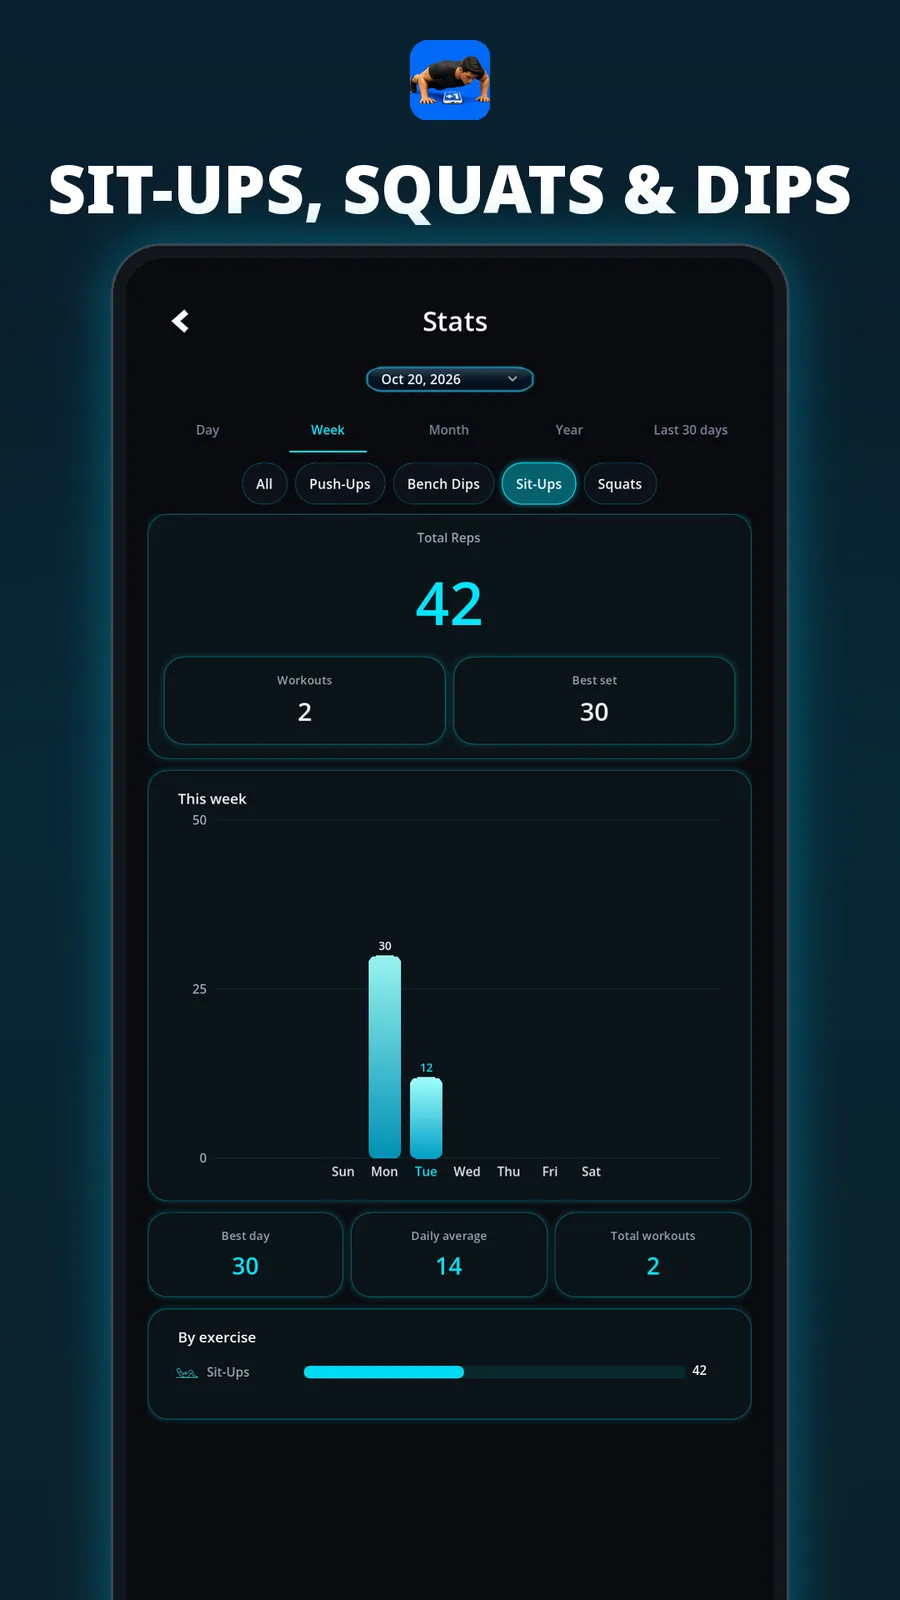 +1
SIT-UPS, SQUATS & DIPS
Stats
Oct 20, 2026
Day Week Month Year Last 30 days
All Push-Ups Bench Dips Sit-Ups Squats
Total Reps
42
Workouts Best set
2 30
This week
50
30
25
12
0
Sun Mon Tue Wed Thu Fri Sat
Best day Daily average Total workouts
30 14 2
By exercise
Sit-Ups 42